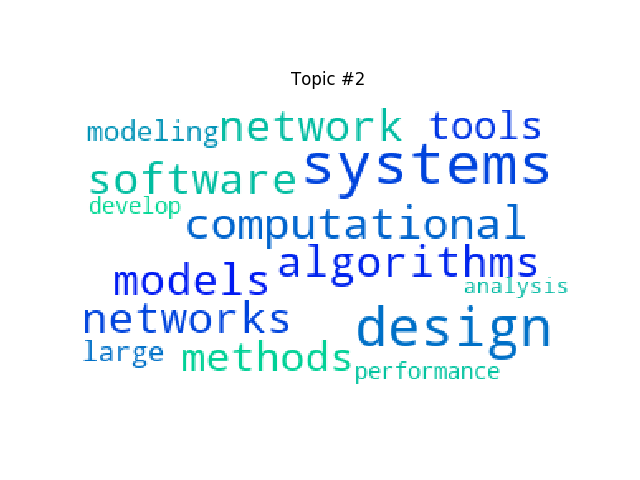 Topic #2
modeling network tools
software systems
develop
computational
models algorithms
analysis
networks design
large methods
performance